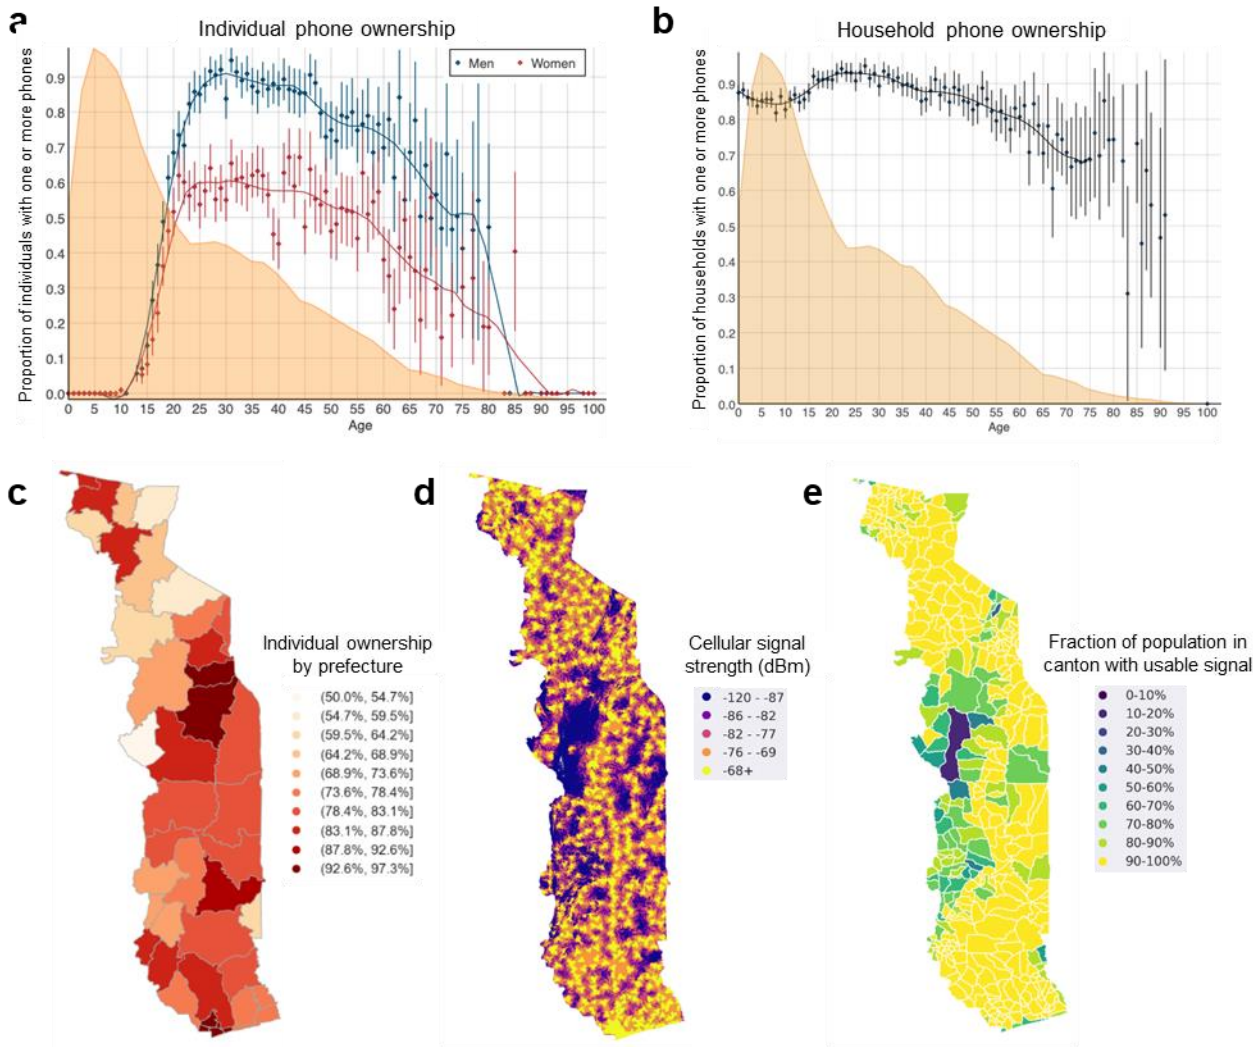 a
Individual phone ownership
Proportion of individuals with one or more phones
Men
Women
0.9
0.8
0.7
0.6
0.5
0.4
0.3
0.2
0.1
0.0
0 5 10 15 20 25 30 35 40 45 50 55 60 65 70 75 80 85 90 95 100
Age
b
Household phone ownership
Proportion of households with one or more phones
0.9
0.8
0.7
0.6
0.5
0.4
0.3
0.2
0.1
0.0
0 5 10 15 20 25 30 35 40 45 50 55 60 65 70 75 80 85 90 95 100
Age
c
Individual ownership
by prefecture
(50.0%, 54.7%]
(54.7%, 59.5%]
(59.5%, 64.2%]
(64.2%, 68.9%]
(68.9%, 73.6%]
(73.6%, 78.4%]
(78.4%, 83.1%]
(83.1%, 87.8%]
(87.8%, 92.6%]
(92.6%, 97.3%]
d
Cellular signal
strength (dBm)
-120 - -87
-86 - -82
-82 - -77
-76 - -69
-68+
e
Fraction of population in
canton with usable signal
0-10%
10-20%
20-30%
30-40%
40-50%
50-60%
60-70%
70-80%
80-90%
90-100%